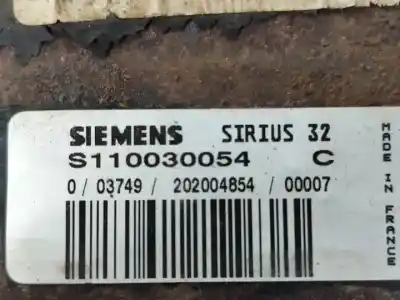 SIEMENS SIRIUS 32
S110030054 C
0 / 03749 / 202004854 / 00007
MADE IN FRANCE